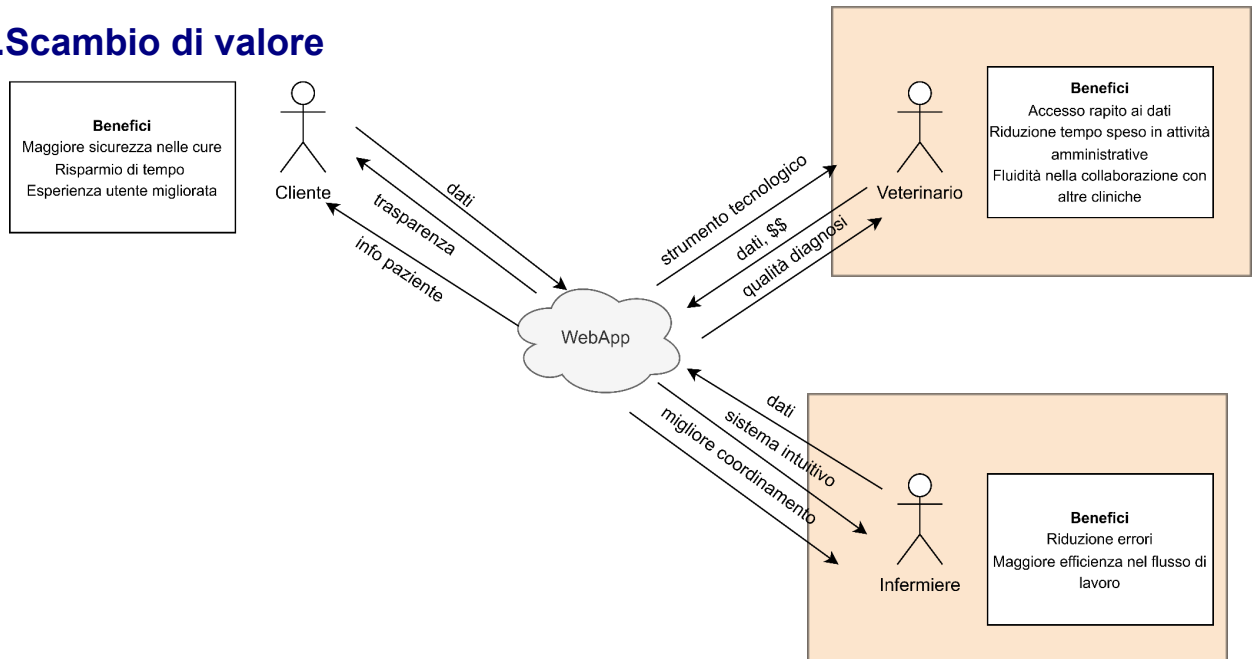 .Scambio di valore
Benefici
Maggiore sicurezza nelle cure
Risparmio di tempo
Esperienza utente migliorata
Cliente
dati
trasparenza
info paziente
WebApp
strumento tecnologico
dati, $$
qualità diagnosi
Veterinario
Benefici
Accesso rapito ai dati
Riduzione tempo speso in attività
amministrative
Fluidità nella collaborazione con
altre cliniche
dati
sistema intuitivo
migliore coordinamento
Infermiere
Benefici
Riduzione errori
Maggiore efficienza nel flusso di
lavoro